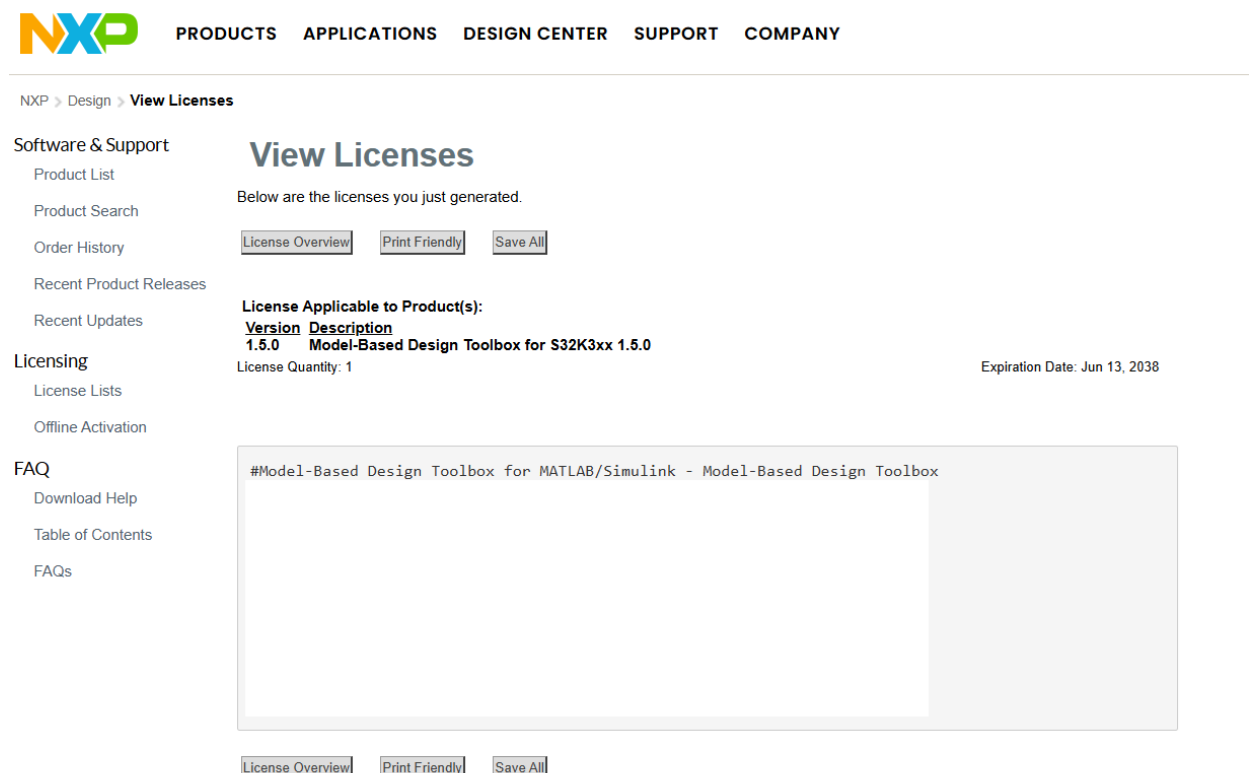 NXP PRODUCTS APPLICATIONS DESIGN CENTER SUPPORT COMPANY
NXP > Design > View Licenses
Software & Support
Product List
Product Search
Order History
Recent Product Releases
Recent Updates
Licensing
License Lists
Offline Activation
FAQ
Download Help
Table of Contents
FAQs
View Licenses
Below are the licenses you just generated.
License Overview Print Friendly Save All
License Applicable to Product(s):
Version Description
1.5.0 Model-Based Design Toolbox for S32K3xx 1.5.0
License Quantity: 1 Expiration Date: Jun 13, 2038
#Model-Based Design Toolbox for MATLAB/Simulink - Model-Based Design Toolbox
License Overview Print Friendly Save All